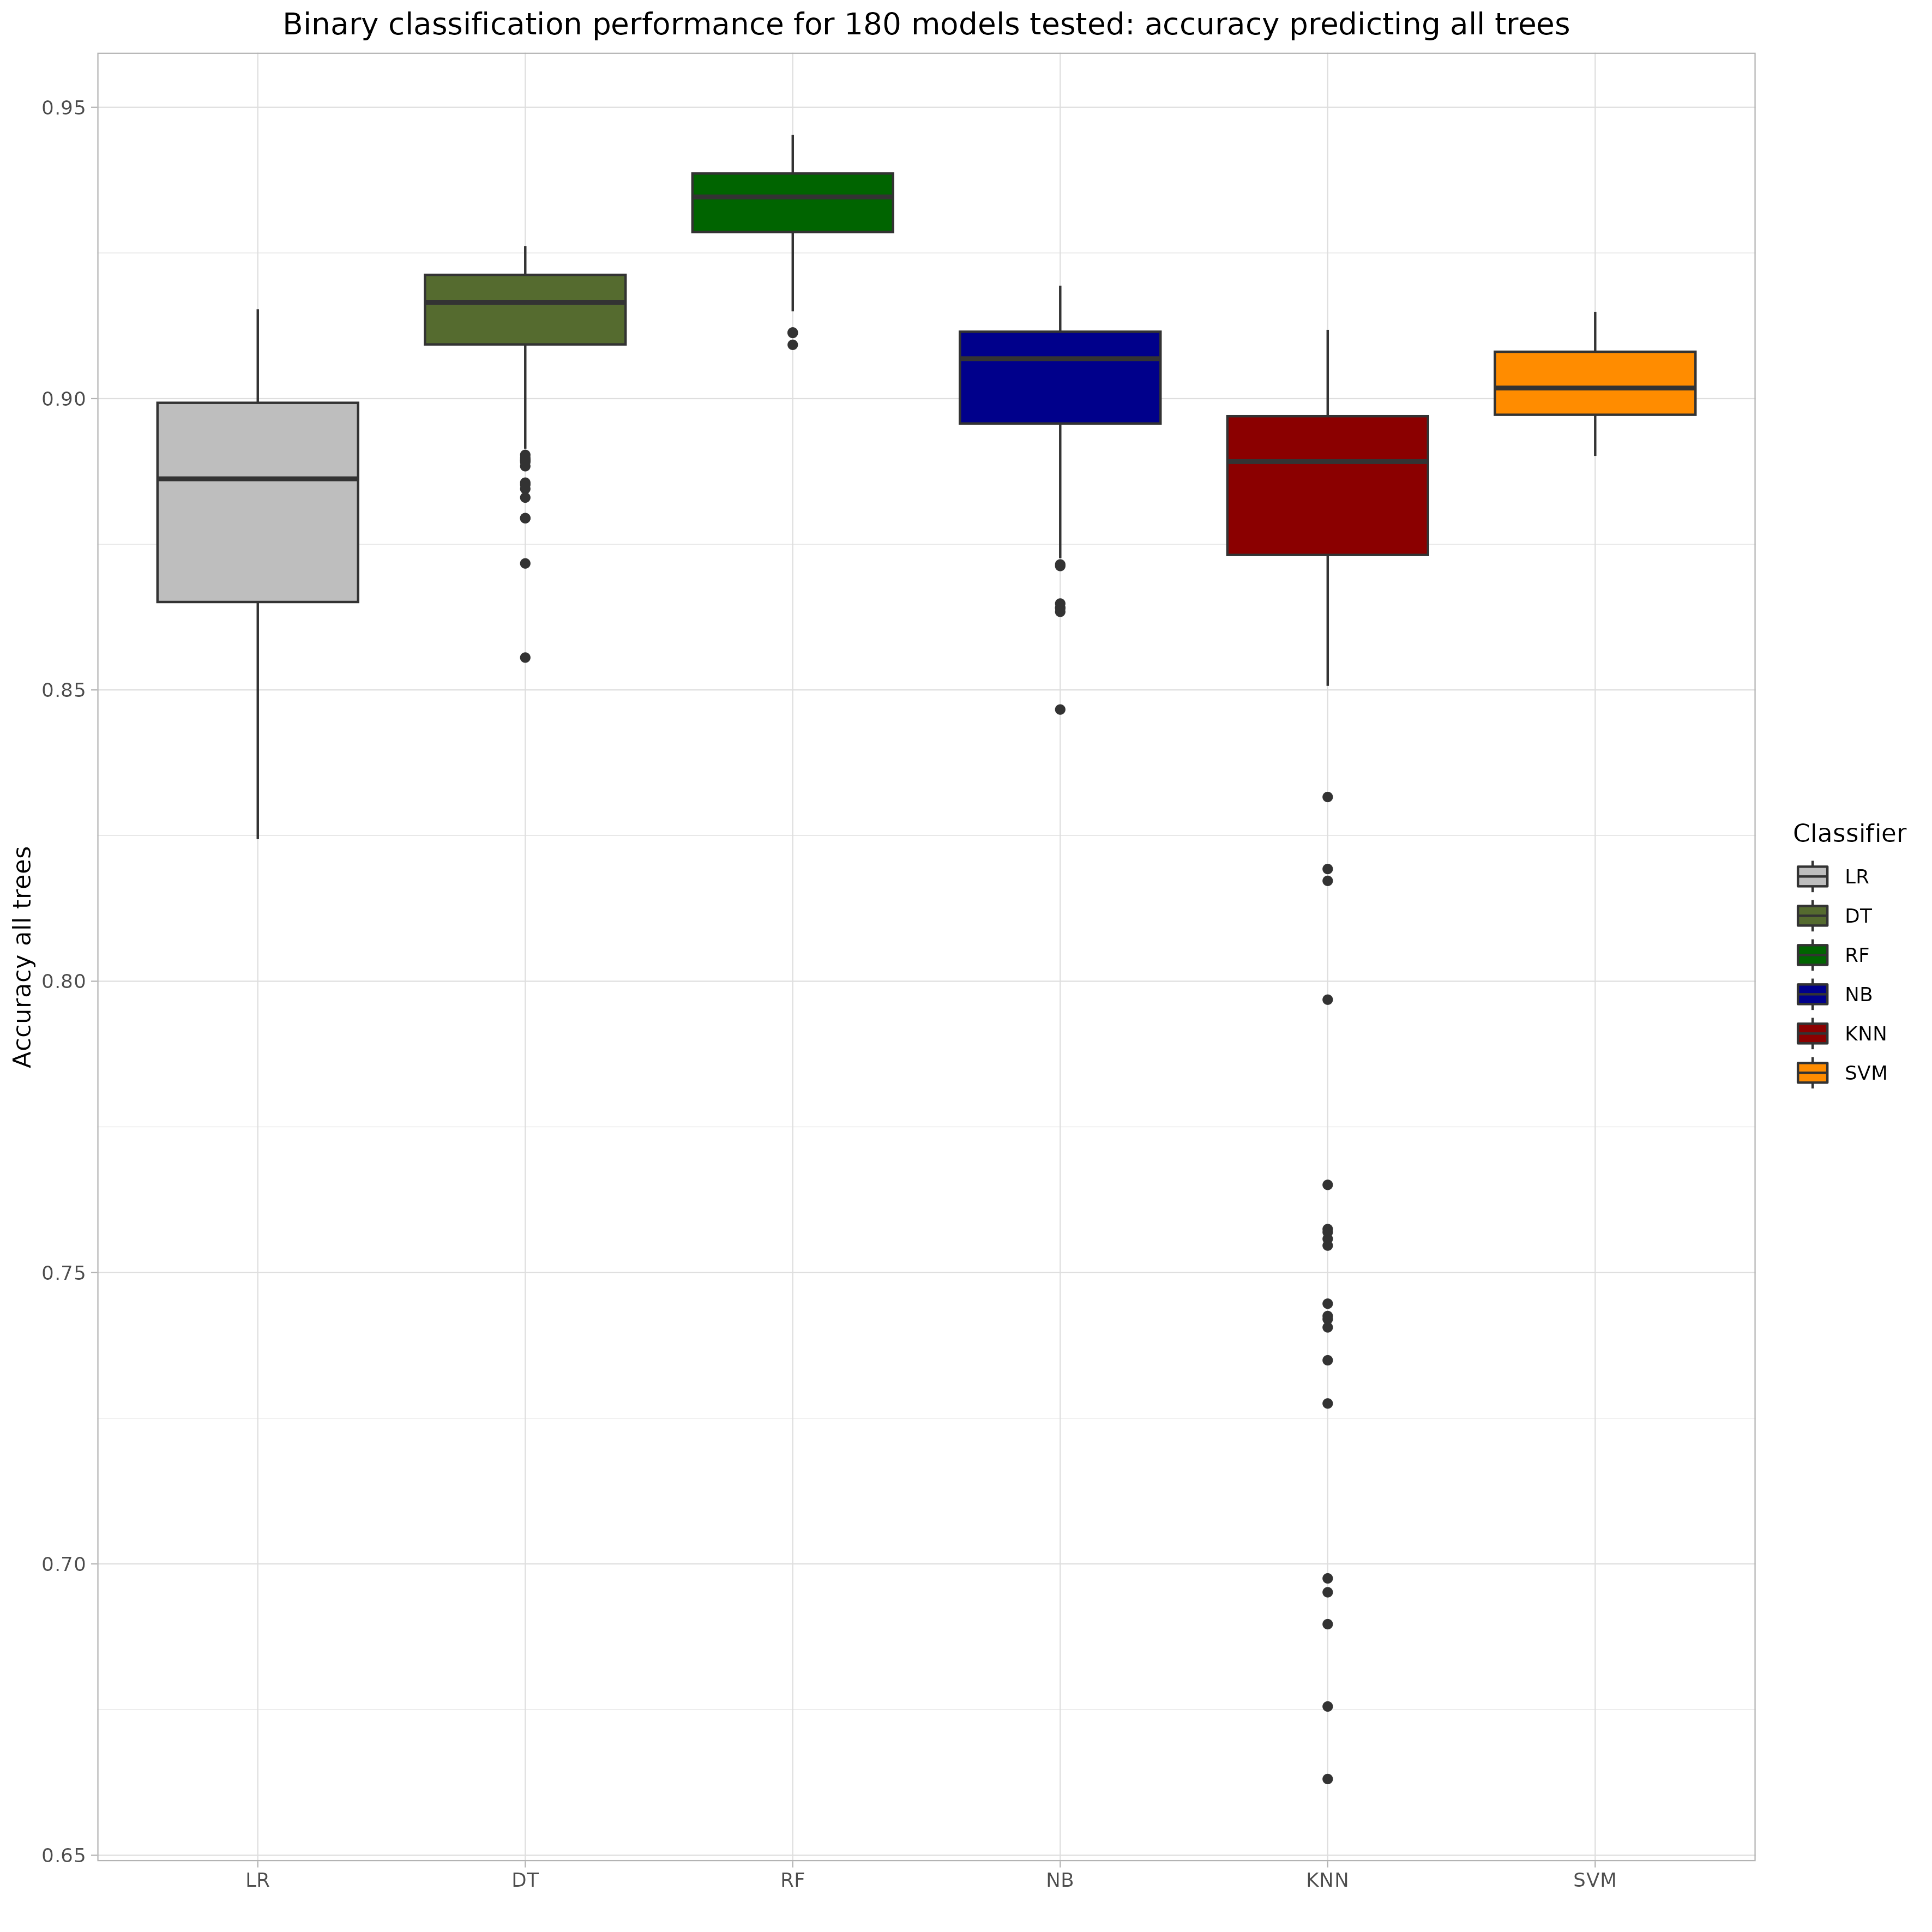 Binary classification performance for 180 models tested: accuracy predicting all trees
Accuracy all trees
0.95
0.90
0.85
0.80
0.75
0.70
0.65
LR
DT
RF
NB
KNN
SVM
Classifier
LR
DT
RF
NB
KNN
SVM